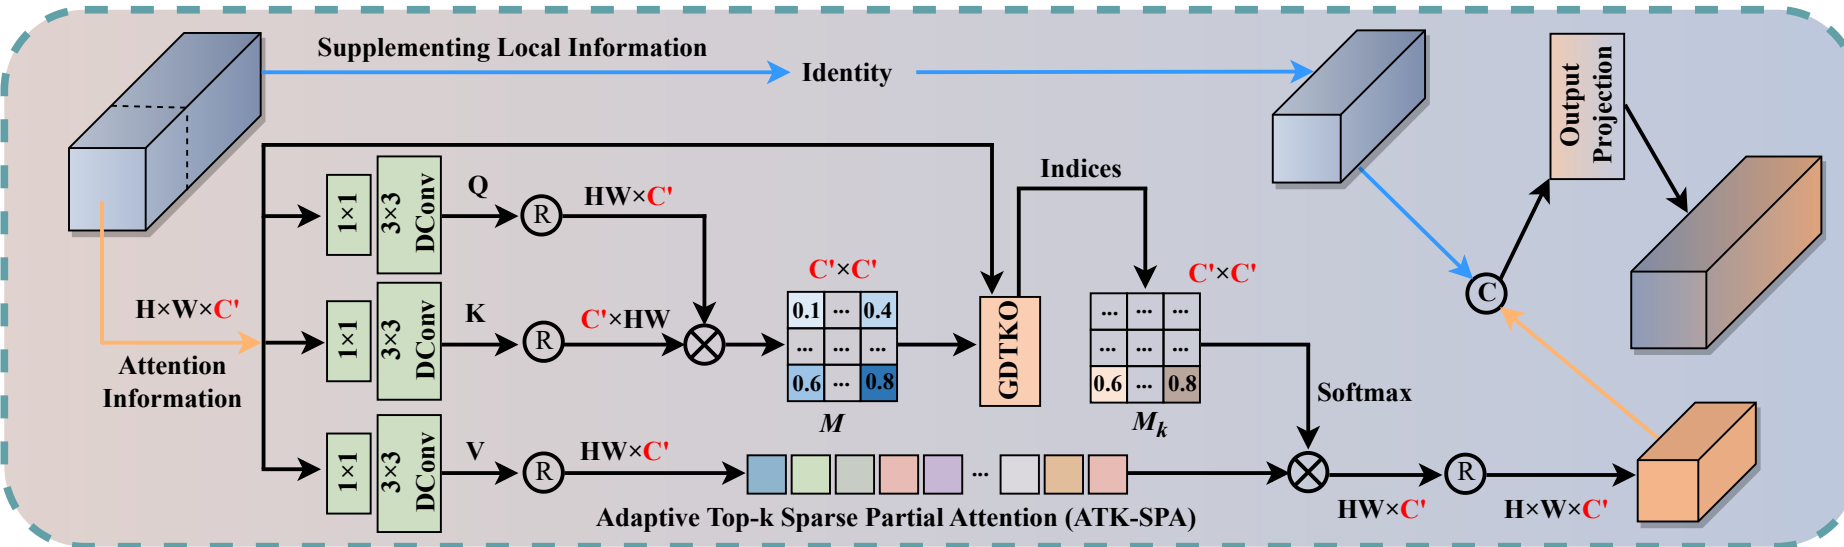 Supplementing Local Information
Identity
Output
Projection
Indices
1×1
3×3
DConv
Q
R
HW×C'
C'×C'
C'×C'
H×W×C'
1×1
3×3
DConv
K
R
C'×HW
0.1 ... 0.4
... ... ...
0.6 ... 0.8
M
GDTKO
... ... ...
... ... ...
0.6 ... 0.8
Mk
C
Attention
Information
Softmax
1×1
3×3
DConv
V
R
HW×C'
...
R
HW×C'
H×W×C'
Adaptive Top-k Sparse Partial Attention (ATK-SPA)